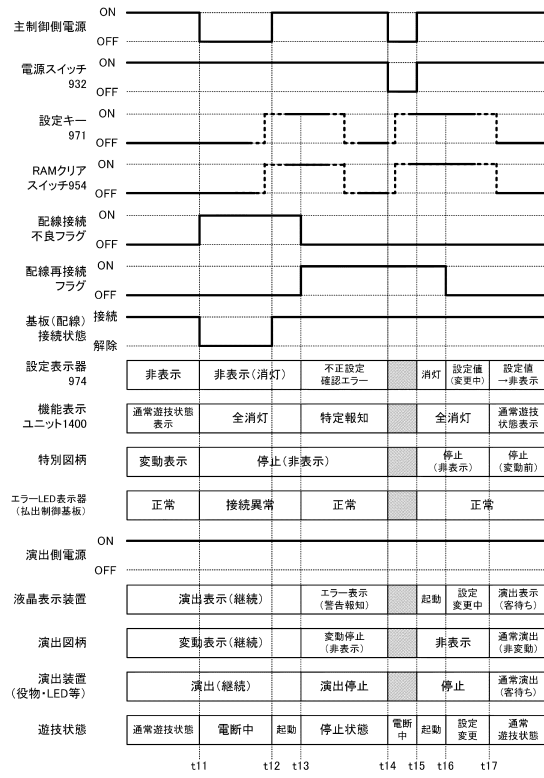 主制御側電源
ON
OFF
電源スイッチ
932
ON
OFF
設定キー
971
ON
OFF
RAMクリア
スイッチ954
ON
OFF
配線接続
不良フラグ
ON
OFF
配線再接続
フラグ
ON
OFF
基板(配線)
接続状態
接続
解除
設定表示器
974
非表示
非表示(消灯)
不正設定
確認エラー
消灯
設定値
(変更中)
設定値
→非表示
機能表示
ユニット1400
通常遊技状態
表示
全消灯
特定報知
全消灯
通常遊技
状態表示
特別図柄
変動表示
停止(非表示)
停止
(非表示)
停止
(変動前)
エラーLED表示器
(払出制御基板)
正常
接続異常
正常
正常
演出側電源
ON
OFF
液晶表示装置
演出表示(継続)
エラー表示
(警告報知)
起動
設定
変更中
演出表示
(客待ち)
演出図柄
変動表示(継続)
変動停止
(非表示)
非表示
通常演出
(非変動)
演出装置
(役物・LED等)
演出(継続)
演出停止
停止
通常演出
(客待ち)
遊技状態
通常遊技状態
電断中
起動
停止状態
電断
中
起動
設定
変更
通常
遊技状態
t11
t12
t13
t14
t15
t16
t17